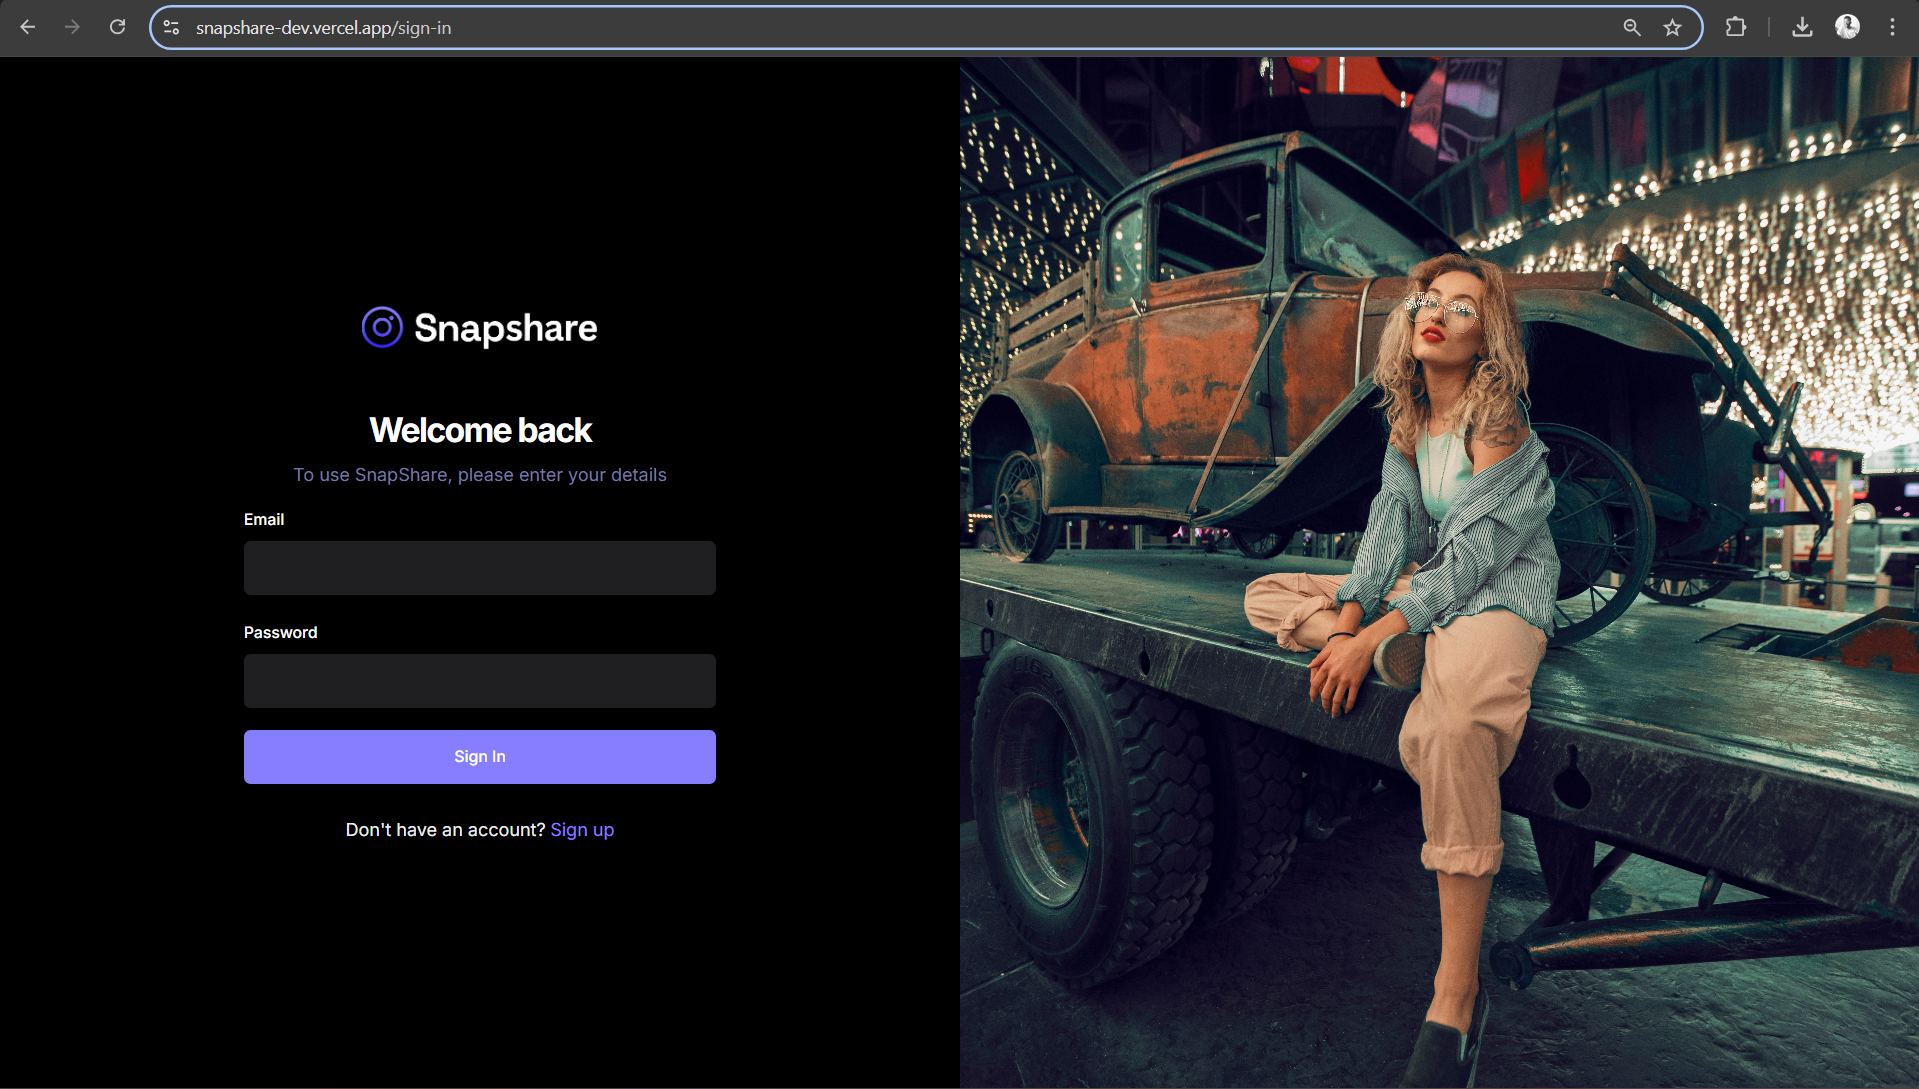 snapshare-dev.vercel.app/sign-in
Snapshare
Welcome back
To use SnapShare, please enter your details
Email
Password
Sign In
Don't have an account? Sign up